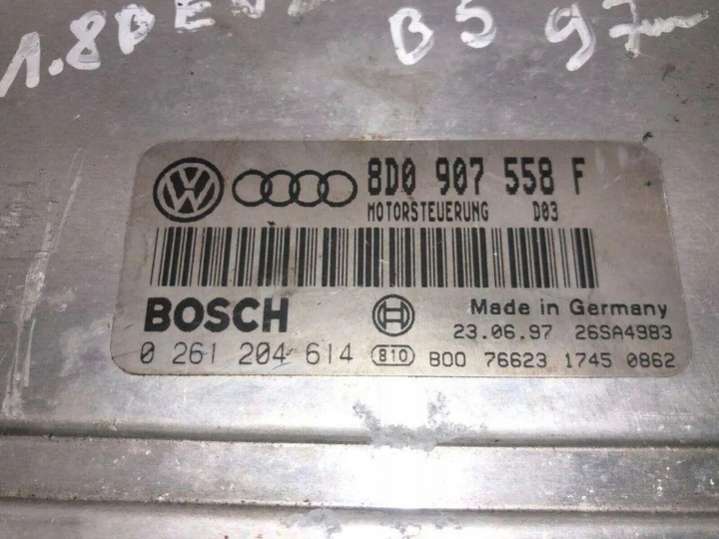 1.8 B5 97
8D0 907 558 F
MOTORSTEUERUNG D03
BOSCH Made in Germany
23.06.97 26SA4983
0 261 204 614 810 B00 76623 1745 0862